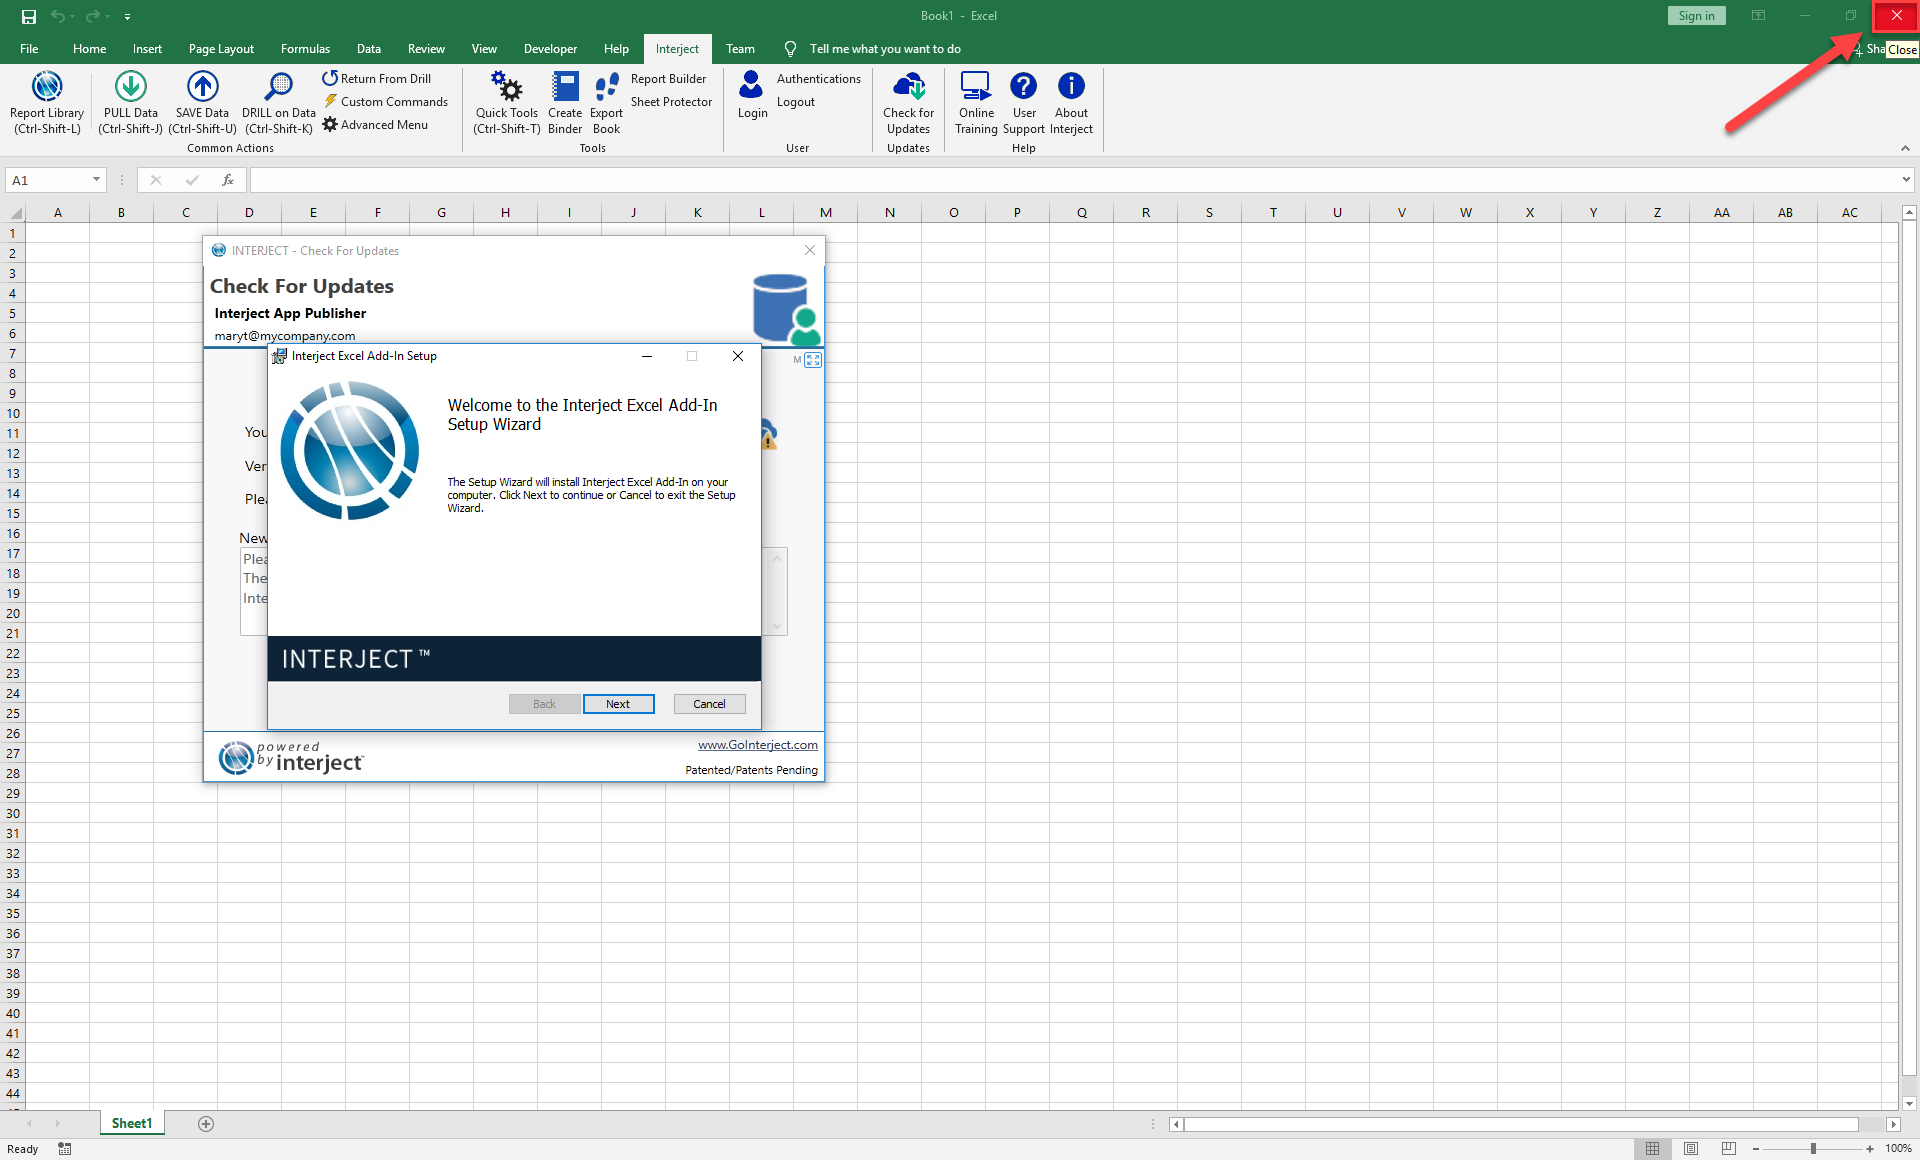 Book1 - Excel
Sign in
File Home Insert Page Layout Formulas Data Review View Developer Help Interject Team Tell me what you want to do
Sha
Close
Report Library
(Ctrl-Shift-L)
PULL Data
(Ctrl-Shift-J)
SAVE Data
(Ctrl-Shift-U)
DRILL on Data
(Ctrl-Shift-K)
Return From Drill
Custom Commands
Advanced Menu
Common Actions
Quick Tools
(Ctrl-Shift-T)
Create
Binder
Export
Book
Report Builder
Sheet Protector
Tools
Login
Authentications
Logout
User
Check for
Updates
Updates
Online
Training
User
Support
About
Interject
Help
A1
fx
A B C D E F G H I J K L M N O P Q R S T U V W X Y Z AA AB AC
1
2
3
4
5
6
7
8
9
10
11
12
13
14
15
16
17
18
19
20
21
22
23
24
25
26
27
28
29
30
31
32
33
34
35
36
37
38
39
40
41
42
43
44
INTERJECT - Check For Updates
Check For Updates
Interject App Publisher
maryt@mycompany.com
M
You
Ver
Plea
New
Plea
The
Inte
Interject Excel Add-In Setup
Welcome to the Interject Excel Add-In
Setup Wizard
The Setup Wizard will install Interject Excel Add-In on your
computer. Click Next to continue or Cancel to exit the Setup
Wizard.
INTERJECT ™
Back Next Cancel
powered
by interject
www.GoInterject.com
Patented/Patents Pending
Sheet1
Ready
100%